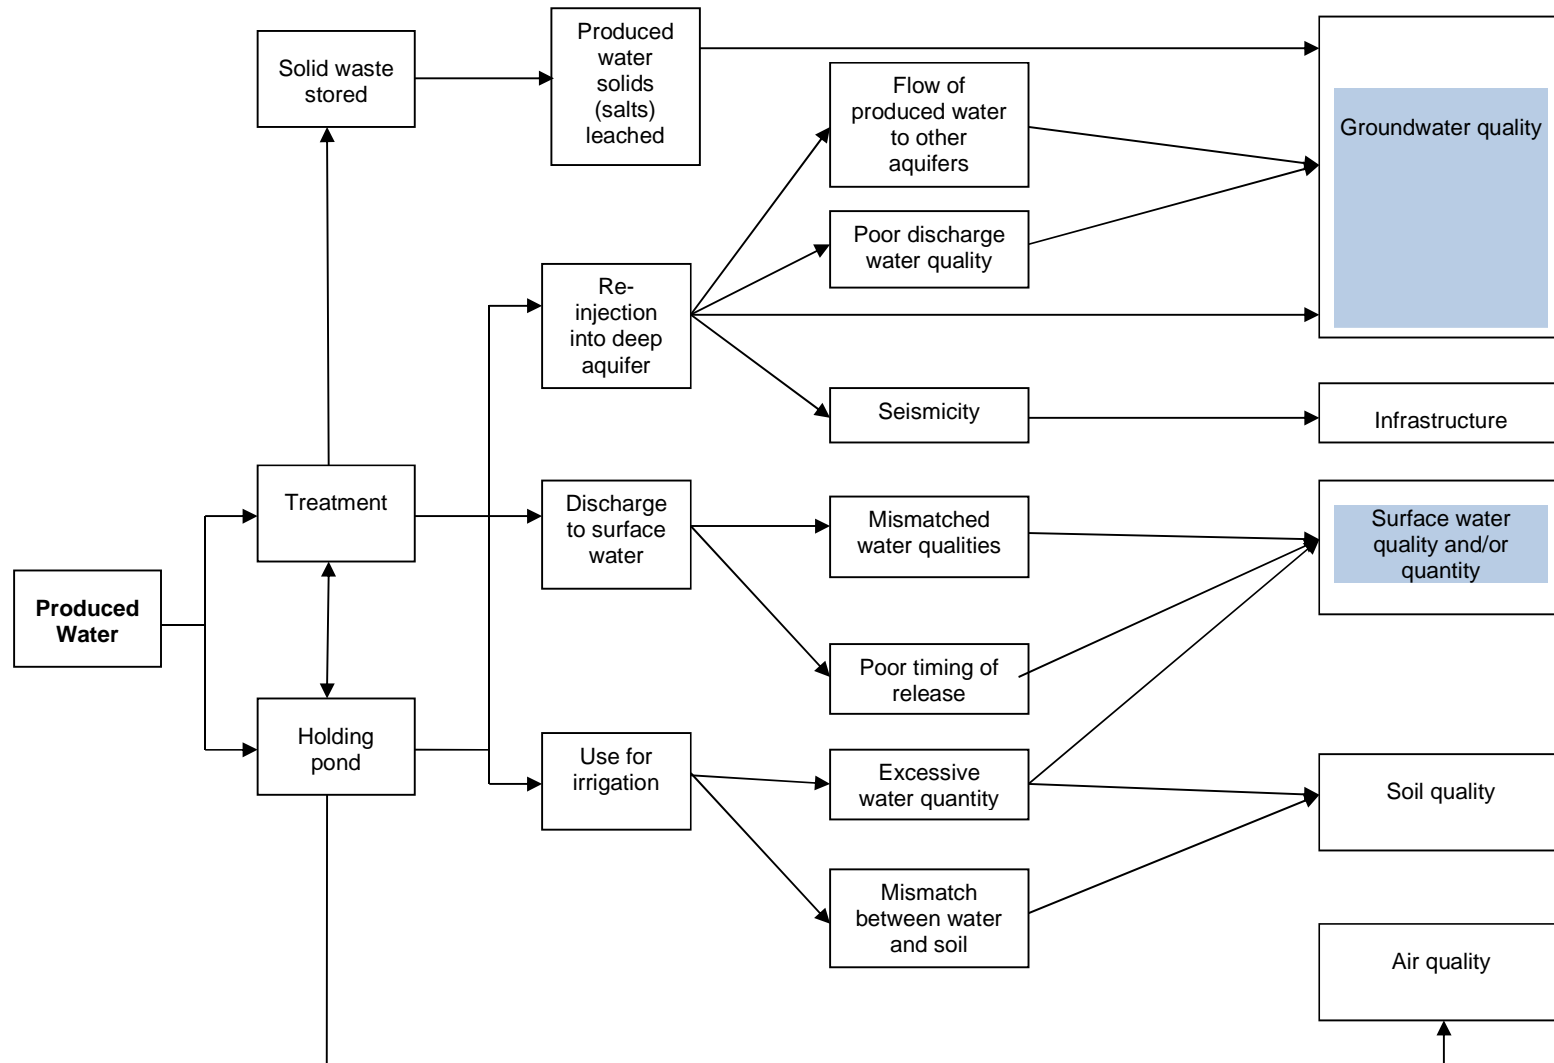 Solid waste
stored
Produced
water
solids
(salts)
leached
Flow of
produced water
to other
aquifers
Groundwater quality
Poor discharge
water quality
Re-
injection
into deep
aquifer
Seismicity
Infrastructure
Treatment
Discharge
to surface
water
Mismatched
water qualities
Surface water
quality and/or
quantity
Produced
Water
Poor timing of
release
Holding
pond
Use for
irrigation
Excessive
water quantity
Soil quality
Mismatch
between water
and soil
Air quality